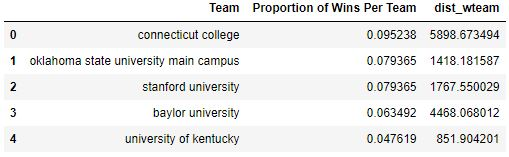 Team Proportion of Wins Per Team dist_wteam
0 connecticut college 0.095238 5898.673494
1 oklahoma state university main campus 0.079365 1418.181587
2 stanford university 0.079365 1767.550029
3 baylor university 0.063492 4468.068012
4 university of kentucky 0.047619 851.904201